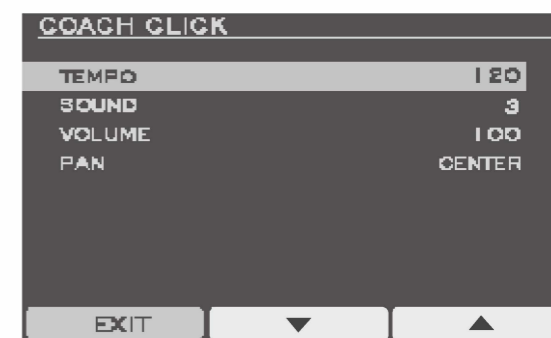 COACH CLICK
TEMPO 120
SOUND 3
VOLUME 100
PAN CENTER
EXIT ▼ ▲